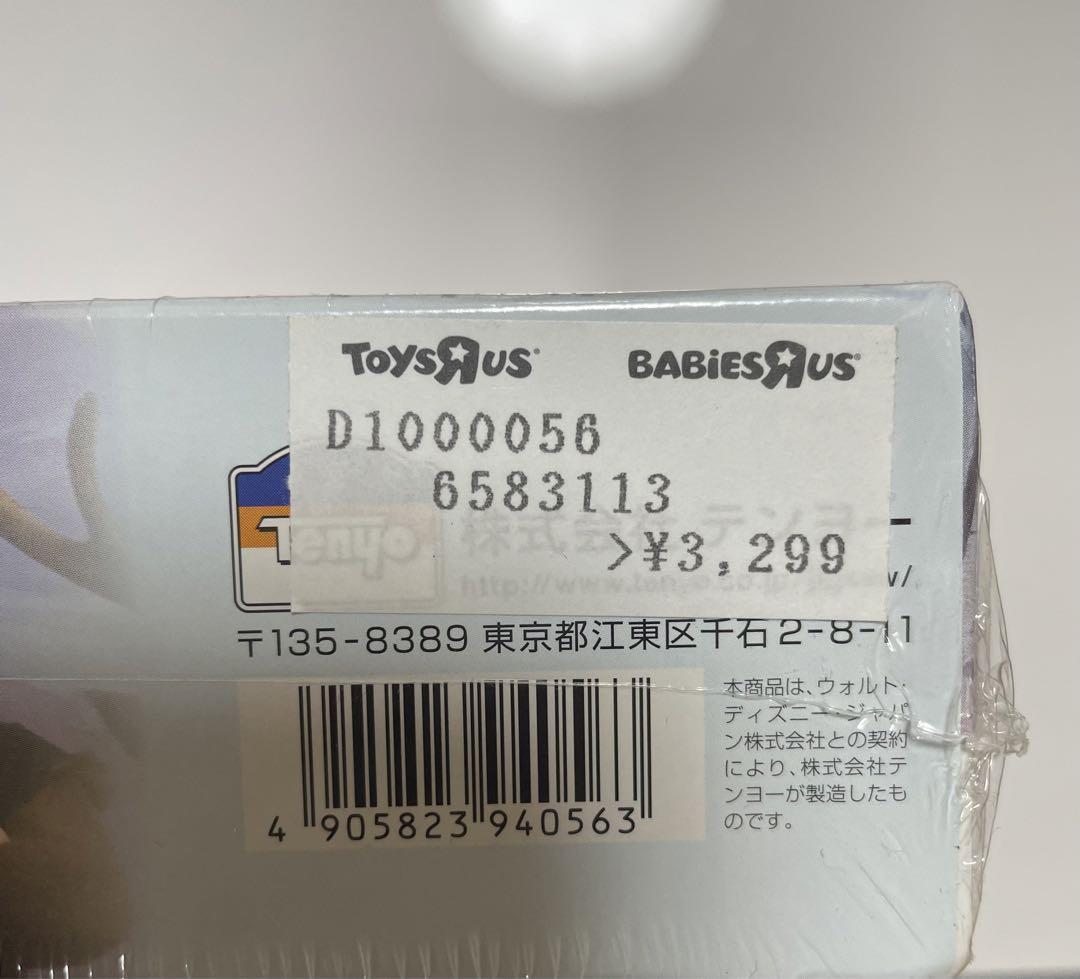 TOYSRUS
BABIESRUS
D1000056
6583113
>¥3,299
Tenyo 株式会社テンヨー
〒135-8389 東京都江東区千石2-8-11
4 905823 940563
本商品は、ウォルト・
ディズニー・ジャパ
ン株式会社との契約
により、株式会社テ
ンヨーが製造したも
のです。